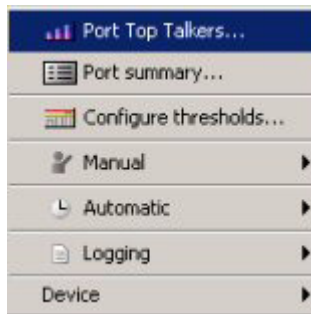 Port Top Talkers...
Port summary...
Configure thresholds...
Manual
Automatic
Logging
Device